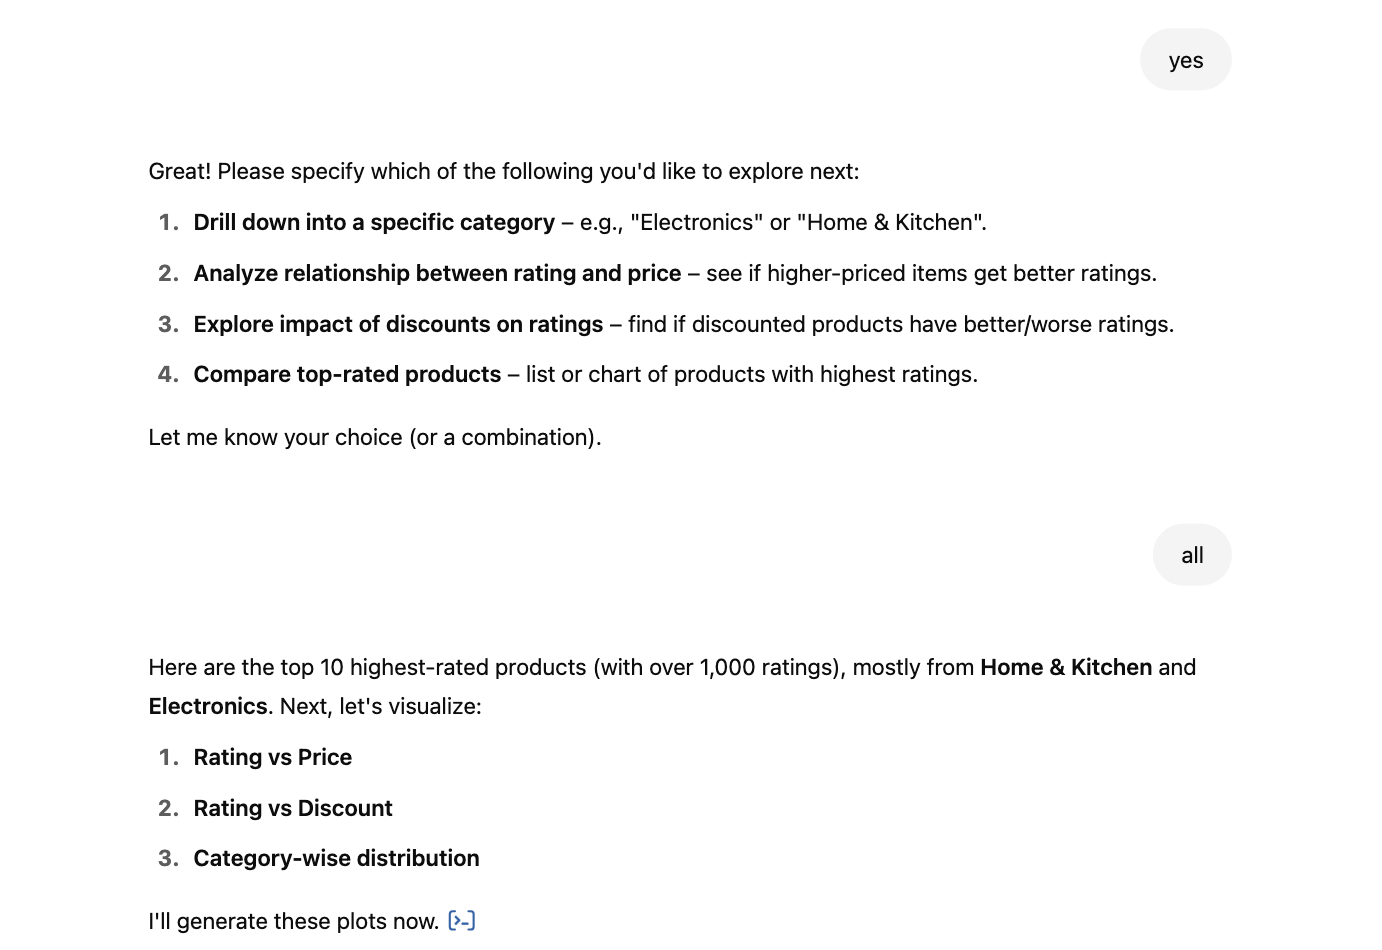 yes
Great! Please specify which of the following you'd like to explore next:
1. Drill down into a specific category – e.g., "Electronics" or "Home & Kitchen".
2. Analyze relationship between rating and price – see if higher-priced items get better ratings.
3. Explore impact of discounts on ratings – find if discounted products have better/worse ratings.
4. Compare top-rated products – list or chart of products with highest ratings.
Let me know your choice (or a combination).
all
Here are the top 10 highest-rated products (with over 1,000 ratings), mostly from Home & Kitchen and
Electronics. Next, let's visualize:
1. Rating vs Price
2. Rating vs Discount
3. Category-wise distribution
I'll generate these plots now. [>-]